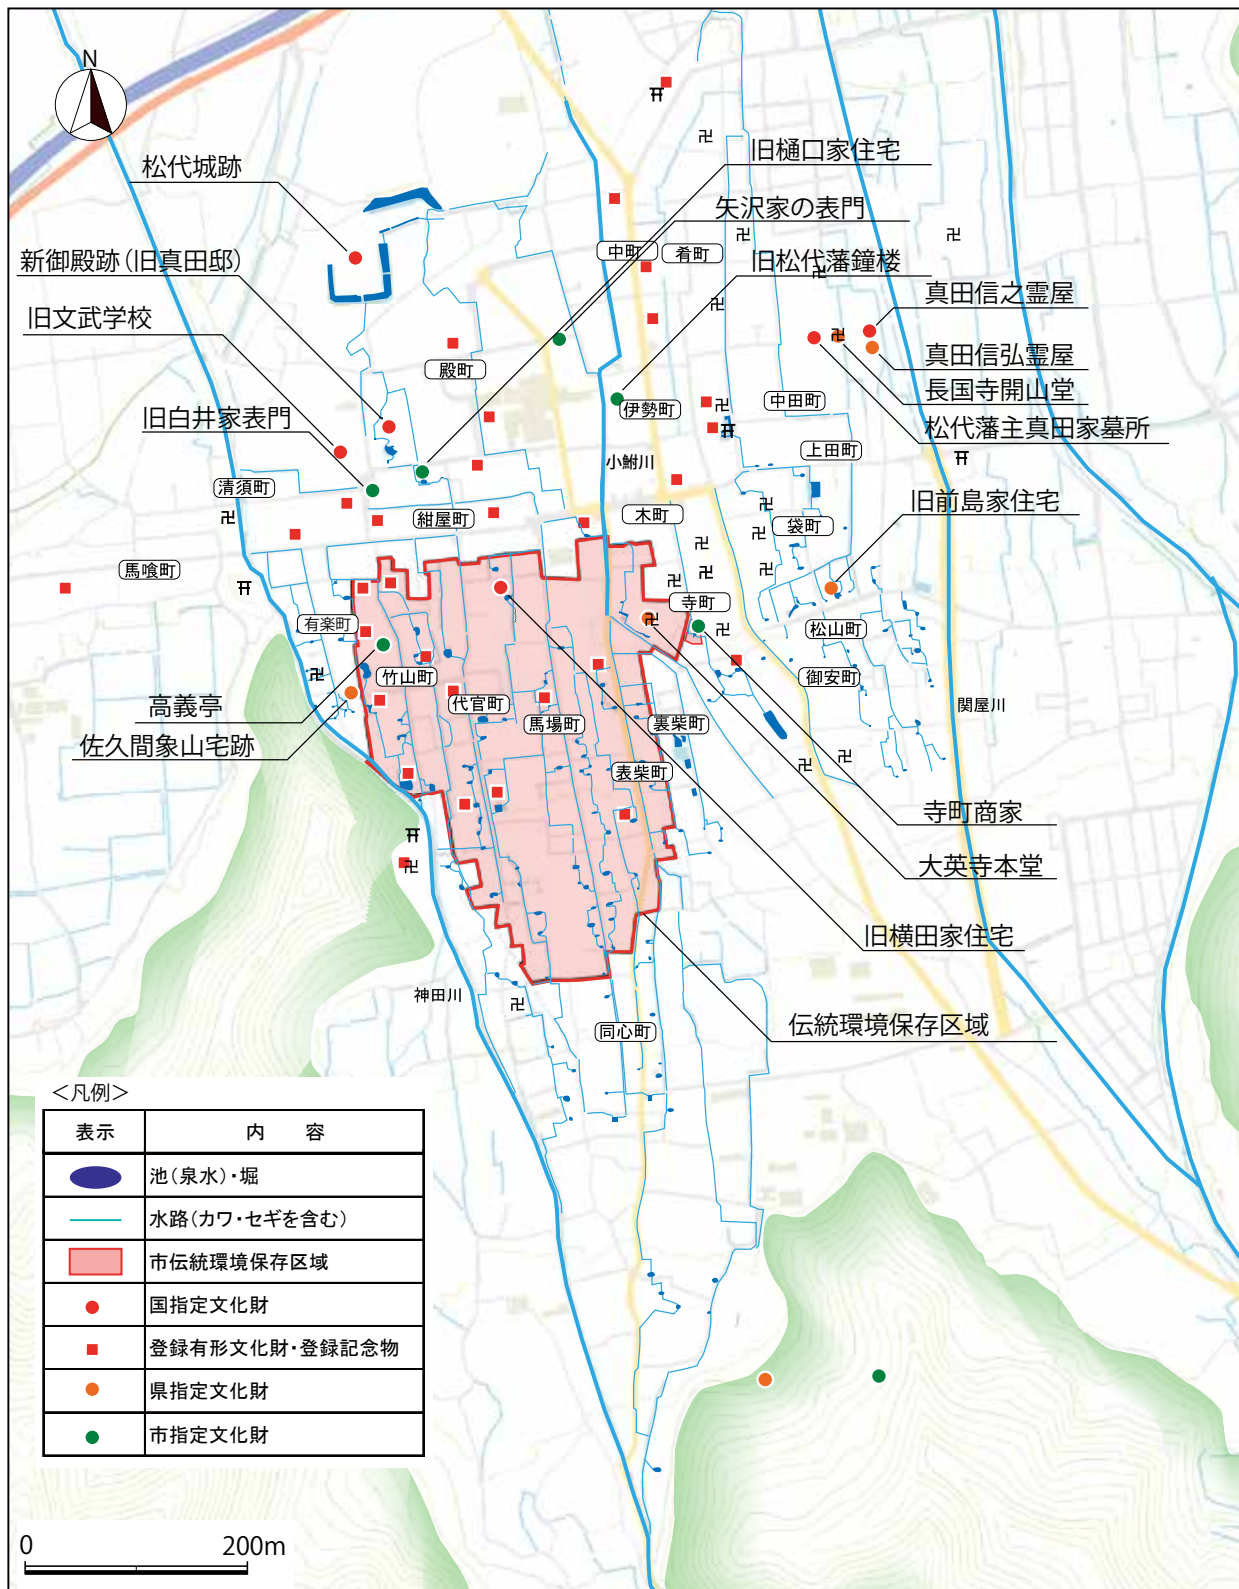 N
松代城跡
旧樋口家住宅
矢沢家の表門
新御殿跡(旧真田邸)
中町
肴町
旧松代藩鐘楼
真田信之霊屋
旧文武学校
真田信弘霊屋
殿町
長国寺開山堂
中田町
伊勢町
旧白井家表門
松代藩主真田家墓所
上田町
小鮒川
清須町
旧前島家住宅
紺屋町
木町
袋町
馬喰町
寺町
有楽町
松山町
竹山町
御安町
高義亭
代官町
関屋川
馬場町
裏柴町
佐久間象山宅跡
表柴町
寺町商家
大英寺本堂
旧横田家住宅
神田川
伝統環境保存区域
同心町
<凡例>
表示 内 容
池(泉水)・堀
水路(カワ・セギを含む)
市伝統環境保存区域
国指定文化財
登録有形文化財・登録記念物
県指定文化財
市指定文化財
0 200m